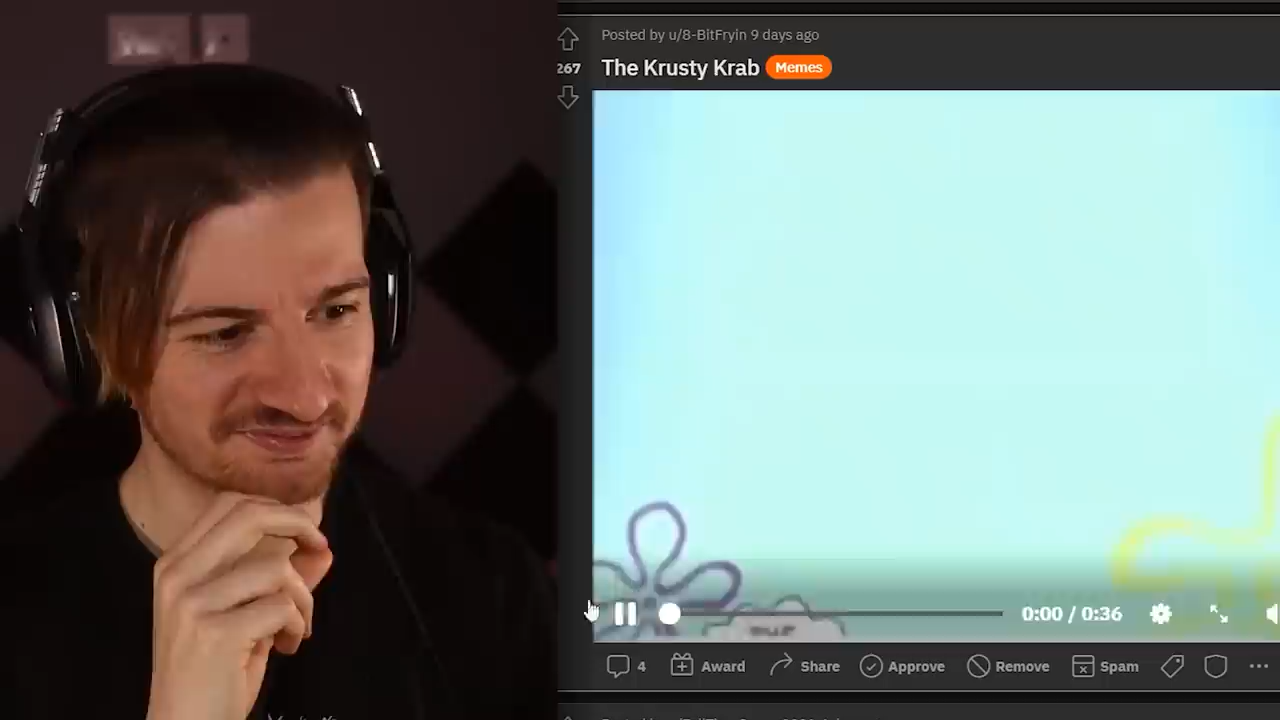 Posted by u/8-BitFryin 9 days ago
267
The Krusty Krab Memes
0:00 / 0:36
4 Award Share Approve Remove Spam